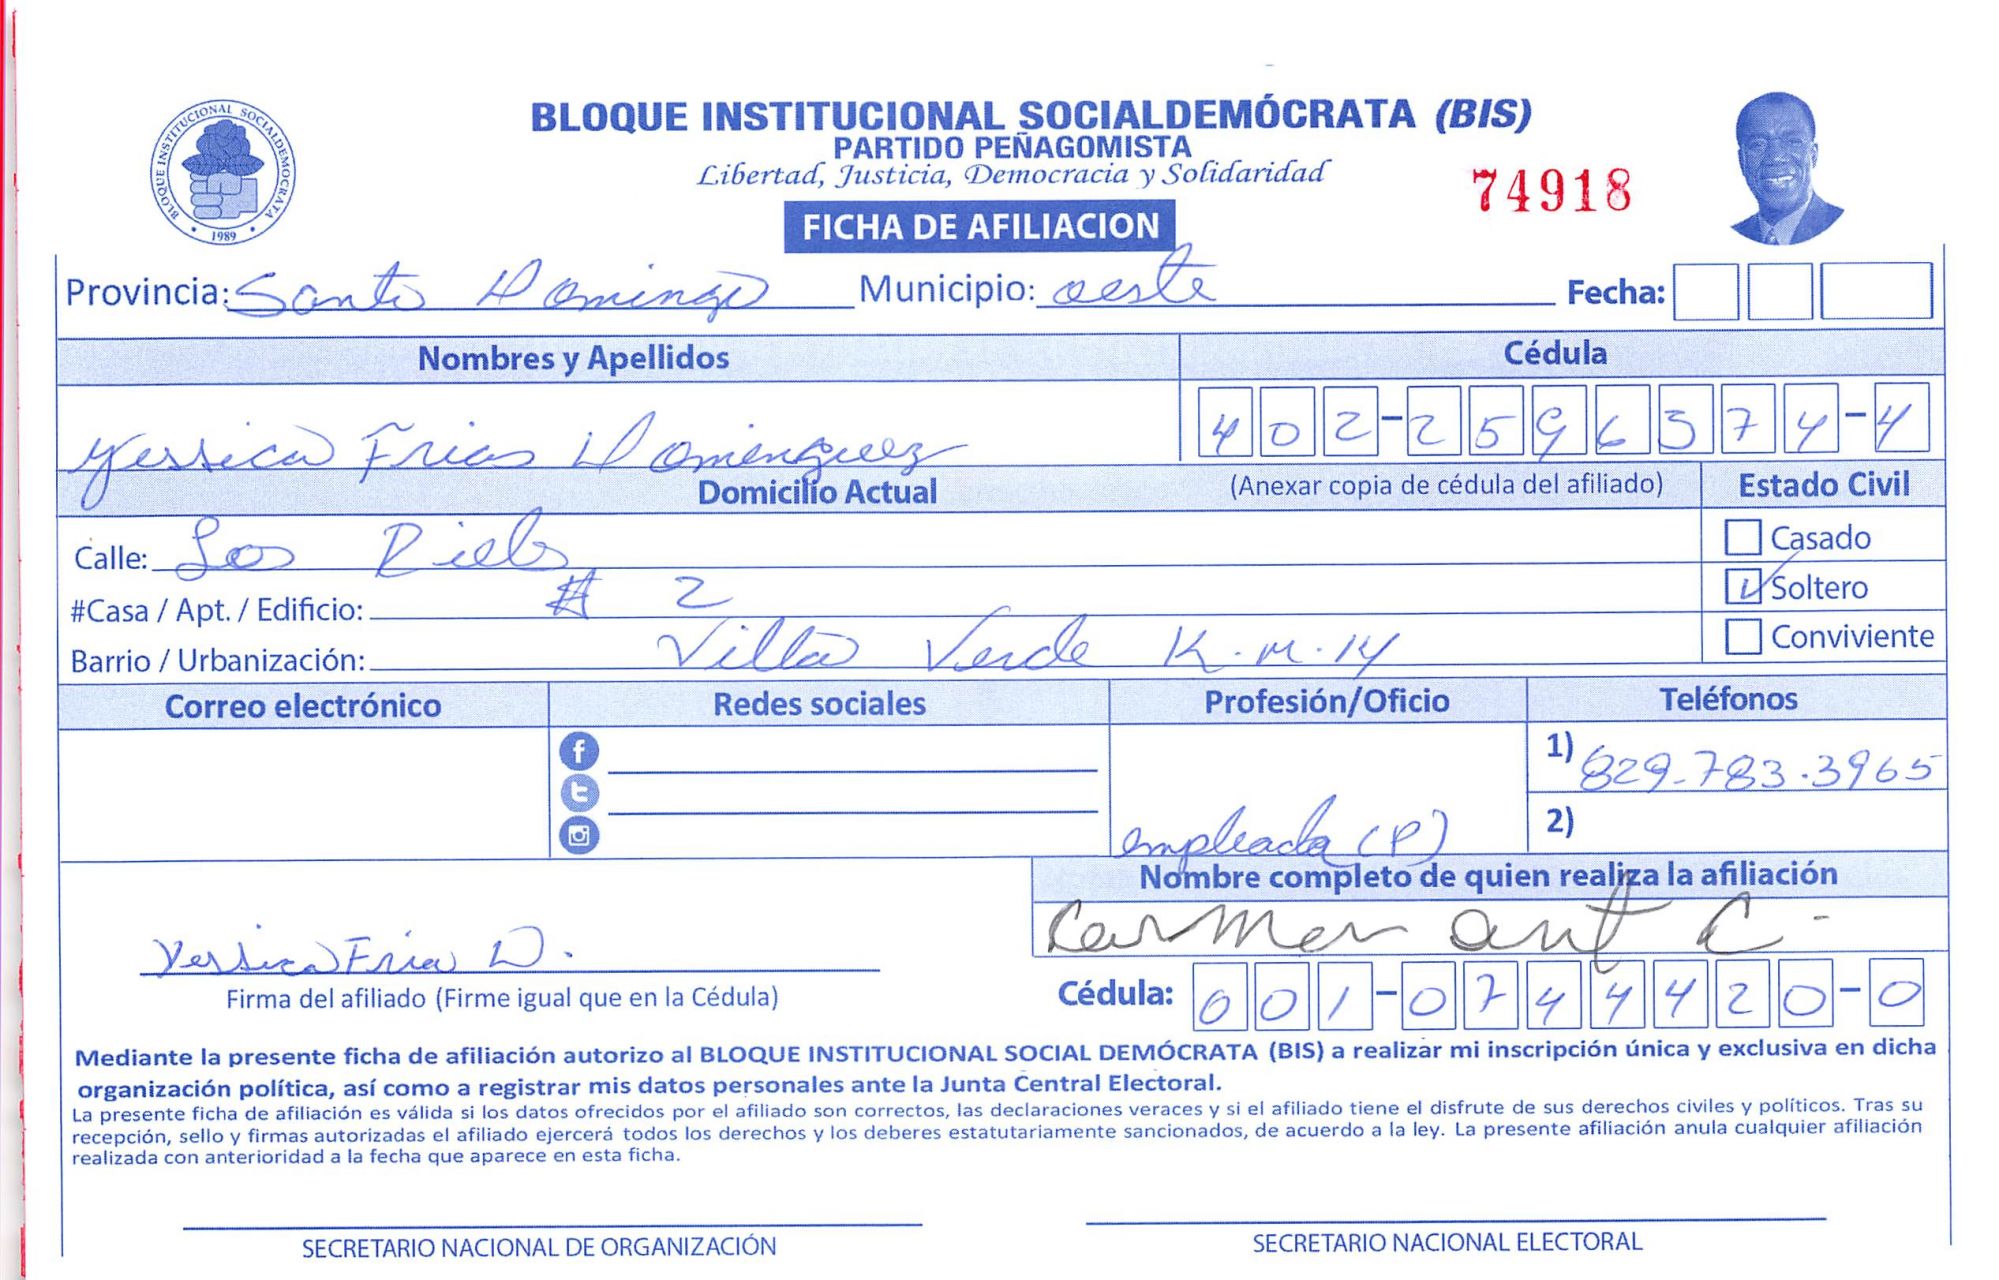 BLOQUE INSTITUCIONAL SOCIALDEMÓCRATA (BIS)
PARTIDO PEÑAGOMISTA
Libertad, Justicia, Democracia y Solidaridad
74918
BLOQUE INSTITUCIONAL SOCIALDEMOCRATA
1989
FICHA DE AFILIACION
Provincia: Santo Domingo Municipio: oeste Fecha:
Nombres y Apellidos Cédula
Yessica Frias Dominguez 402-2596374-4
Domicilio Actual (Anexar copia de cédula del afiliado) Estado Civil
Calle: Los Rieles Casado
#Casa / Apt. / Edificio: # 2 Soltero
Barrio / Urbanización: Villa Verde K.M.14 Conviviente
Correo electrónico Redes sociales Profesión/Oficio Teléfonos
1) 829-783.3965
empleada (P) 2)
Nombre completo de quien realiza la afiliación
Carmen ant C.
Yessica Fria D.
Firma del afiliado (Firme igual que en la Cédula)
Cédula: 001-0744420-0
Mediante la presente ficha de afiliación autorizo al BLOQUE INSTITUCIONAL SOCIAL DEMÓCRATA (BIS) a realizar mi inscripción única y exclusiva en dicha
organización política, así como a registrar mis datos personales ante la Junta Central Electoral.
La presente ficha de afiliación es válida si los datos ofrecidos por el afiliado son correctos, las declaraciones veraces y si el afiliado tiene el disfrute de sus derechos civiles y políticos. Tras su
recepción, sello y firmas autorizadas el afiliado ejercerá todos los derechos y los deberes estatutariamente sancionados, de acuerdo a la ley. La presente afiliación anula cualquier afiliación
realizada con anterioridad a la fecha que aparece en esta ficha.
SECRETARIO NACIONAL DE ORGANIZACIÓN SECRETARIO NACIONAL ELECTORAL